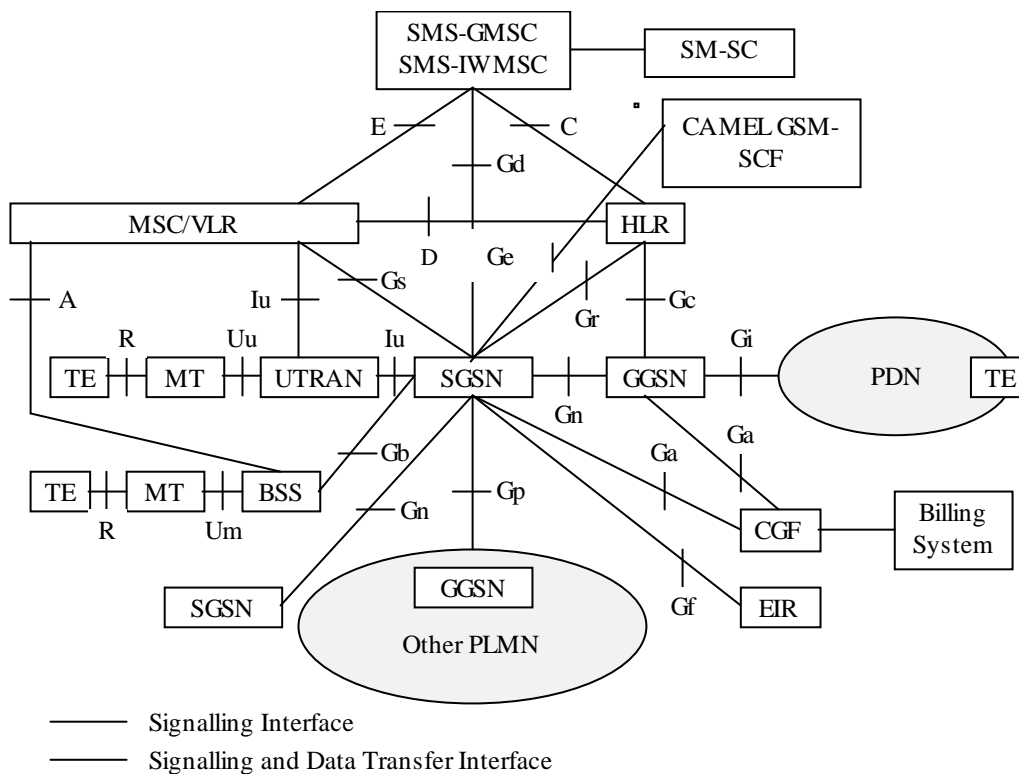 SMS-GMSC
SMS-IWMSC
SM-SC
E
C
CAMEL GSM-
SCF
Gd
MSC/VLR
HLR
D
Ge
Gs
A
Iu
Gr
Gc
R
Uu
Iu
Gi
TE
MT
UTRAN
SGSN
GGSN
PDN
TE
Gn
Gb
Ga
Ga
TE
MT
BSS
Gn
Gp
R
Um
CGF
Billing
System
SGSN
GGSN
Gf
EIR
Other PLMN
Signalling Interface
Signalling and Data Transfer Interface